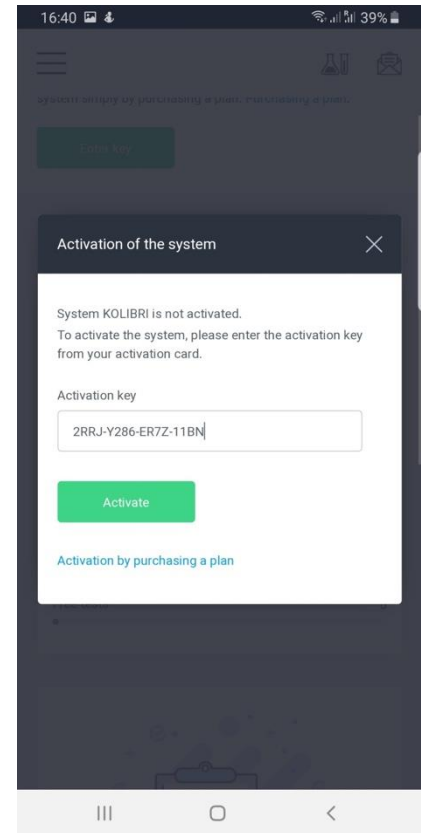 16:40 39%
system simply by purchasing a plan. Purchasing a plan.
Enter key
Activation of the system
System KOLIBRI is not activated.
To activate the system, please enter the activation key
from your activation card.
Activation key
2RRJ-Y286-ER7Z-11BN
Activate
Activation by purchasing a plan